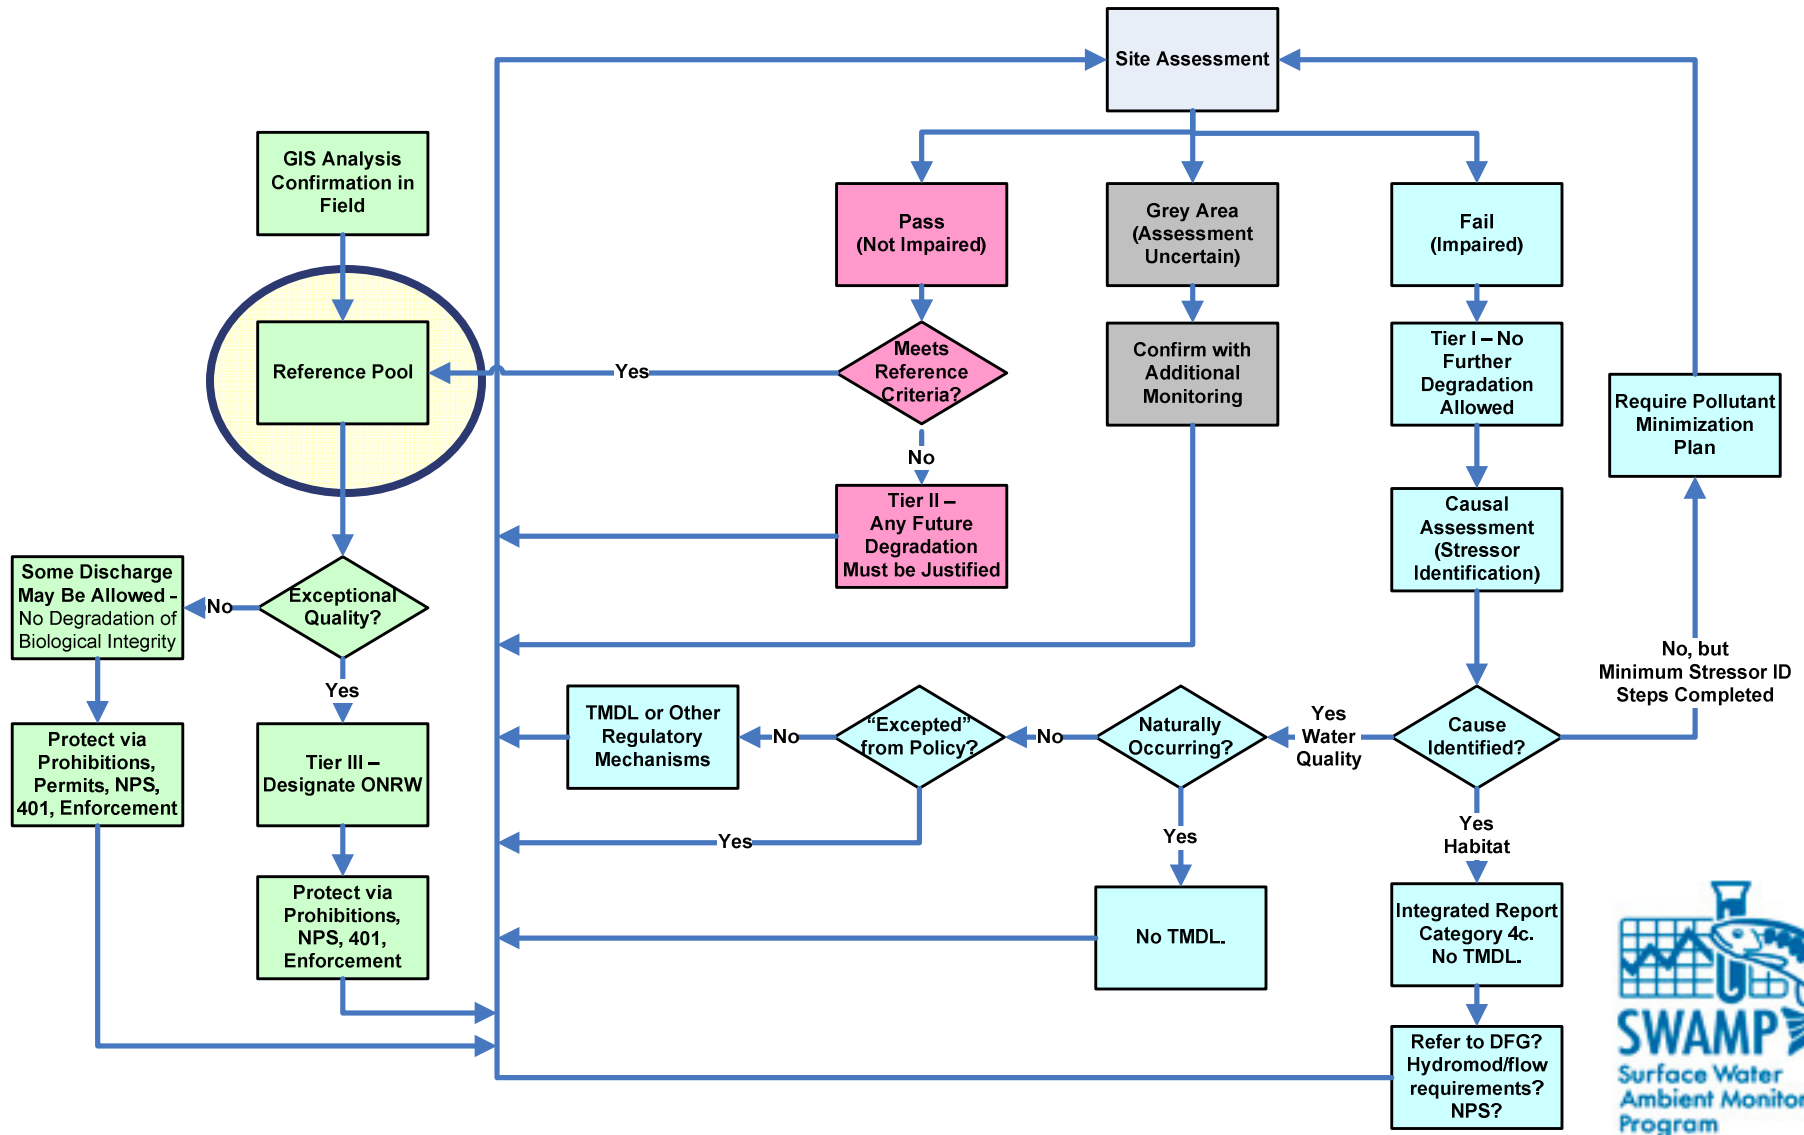 Site Assessment
GIS Analysis
Confirmation in
Field
Pass
(Not Impaired)
Grey Area
(Assessment
Uncertain)
Fail
(Impaired)
Reference Pool
Yes
Meets
Reference
Criteria?
Confirm with
Additional
Monitoring
Tier I – No
Further
Degradation
Allowed
Require Pollutant
Minimization
Plan
No
Tier II –
Any Future
Degradation
Must be Justified
Causal
Assessment
(Stressor
Identification)
Some Discharge
May Be Allowed -
No Degradation of
Biological Integrity
No
Exceptional
Quality?
Yes
No, but
Minimum Stressor ID
Steps Completed
Protect via
Prohibitions,
Permits, NPS,
401, Enforcement
Tier III –
Designate ONRW
TMDL or Other
Regulatory
Mechanisms
No
“Excepted”
from Policy?
No
Naturally
Occurring?
Yes
Water
Quality
Cause
Identified?
Yes
Yes
Yes
Habitat
Protect via
Prohibitions,
NPS, 401,
Enforcement
No TMDL.
Integrated Report
Category 4c.
No TMDL.
Refer to DFG?
Hydromod/flow
requirements?
NPS?
SWAMP
Surface Water
Ambient Monitor
Program